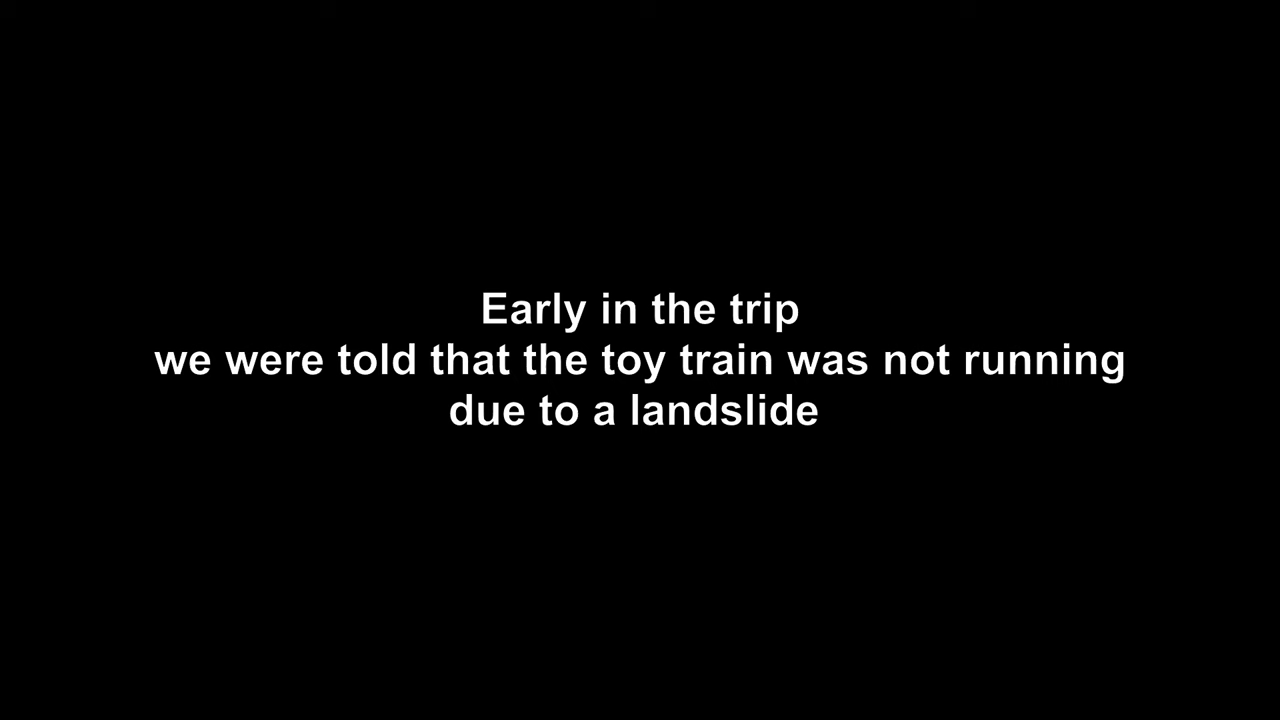 Early in the trip
we were told that the toy train was not running
due to a landslide